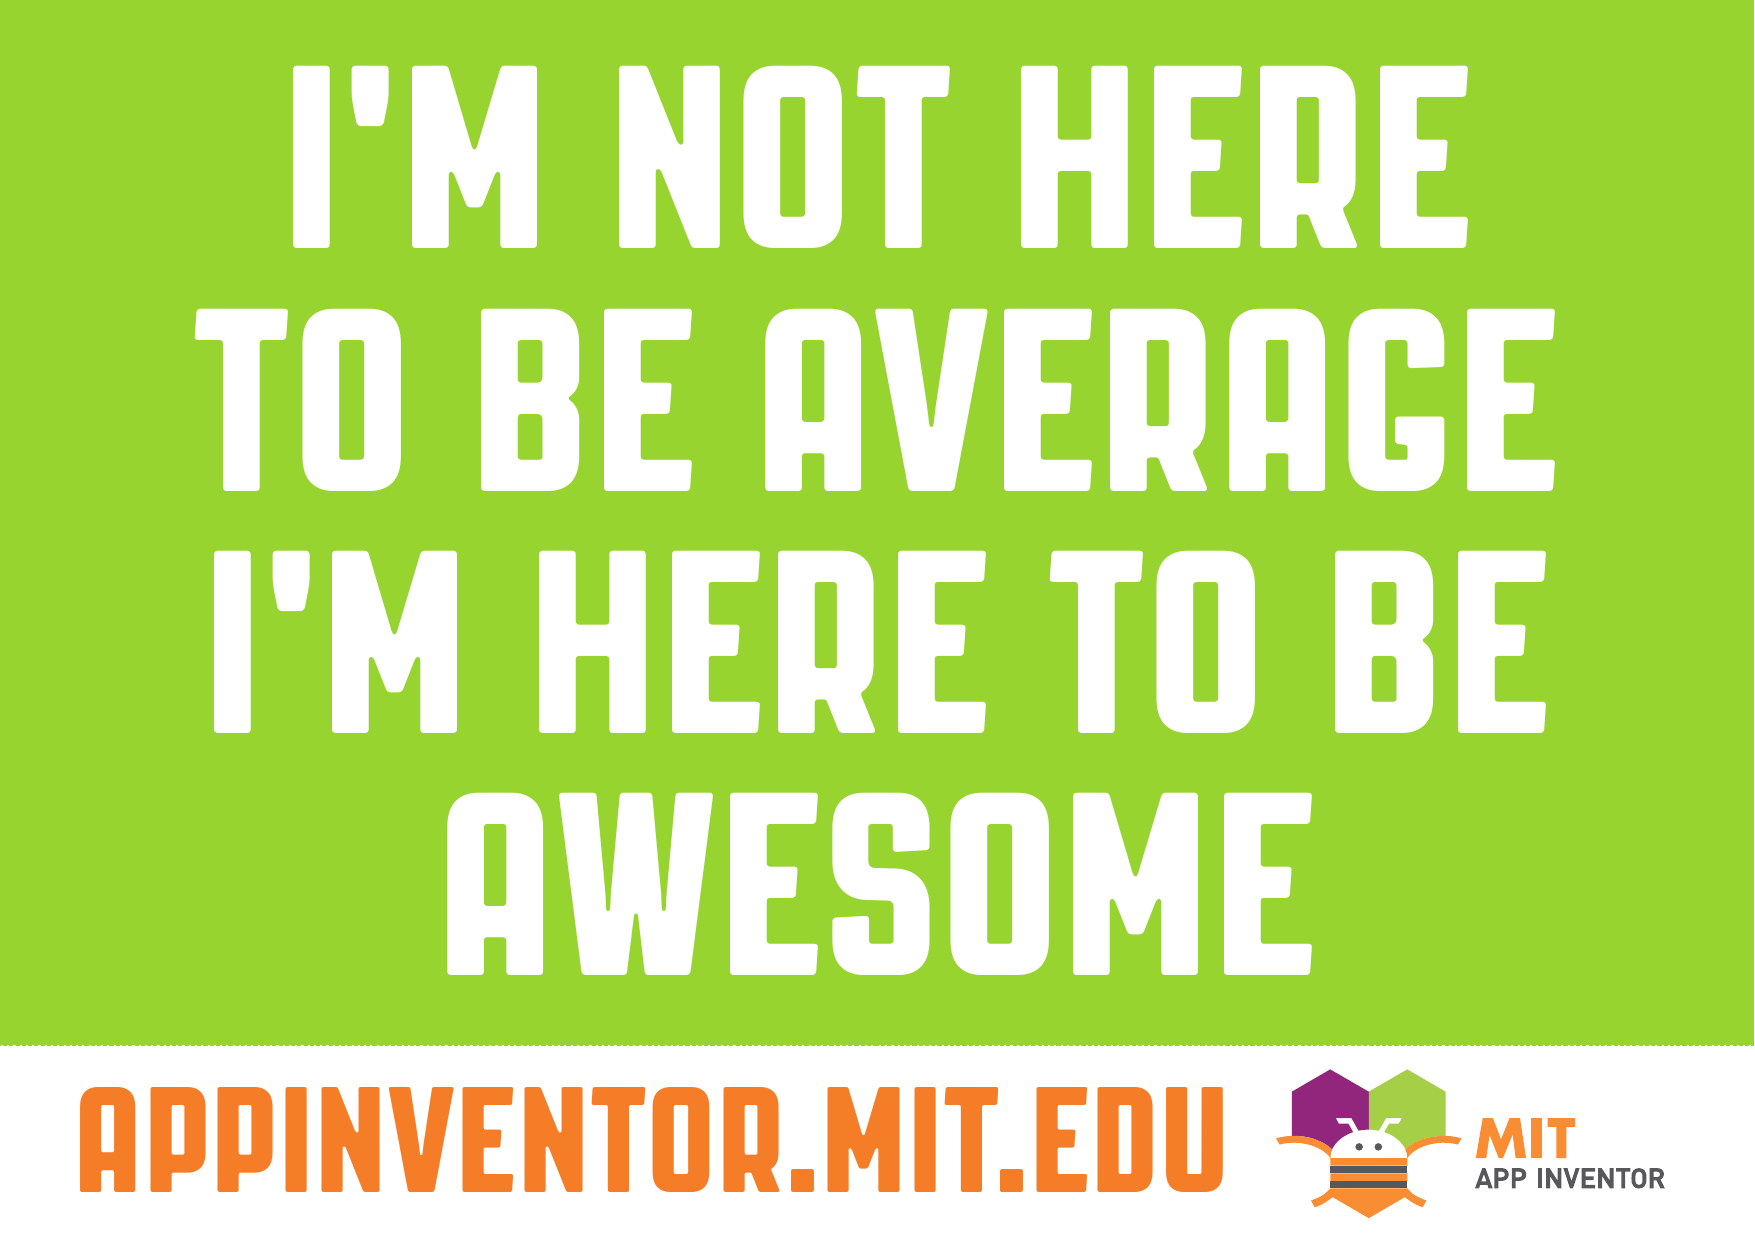 I'M NOT HERE
TO BE AVERAGE
I'M HERE TO BE
AWESOME
APPINVENTOR.MIT.EDU
MIT
APP INVENTOR